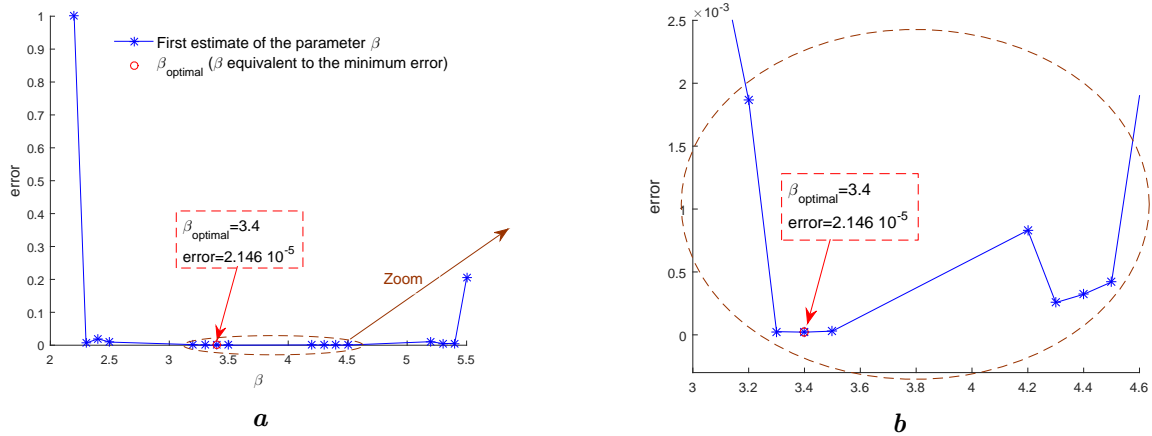 1
0.9
0.8
0.7
0.6
0.5
0.4
0.3
0.2
0.1
0
error
First estimate of the parameter β
β_optimal (β equivalent to the minimum error)
β_optimal=3.4
error=2.146 10^-5
Zoom
2 2.5 3 3.5 4 4.5 5 5.5
β
a
×10^-3
2.5
2
1.5
1
0.5
0
error
β_optimal=3.4
error=2.146 10^-5
3 3.2 3.4 3.6 3.8 4 4.2 4.4 4.6
b